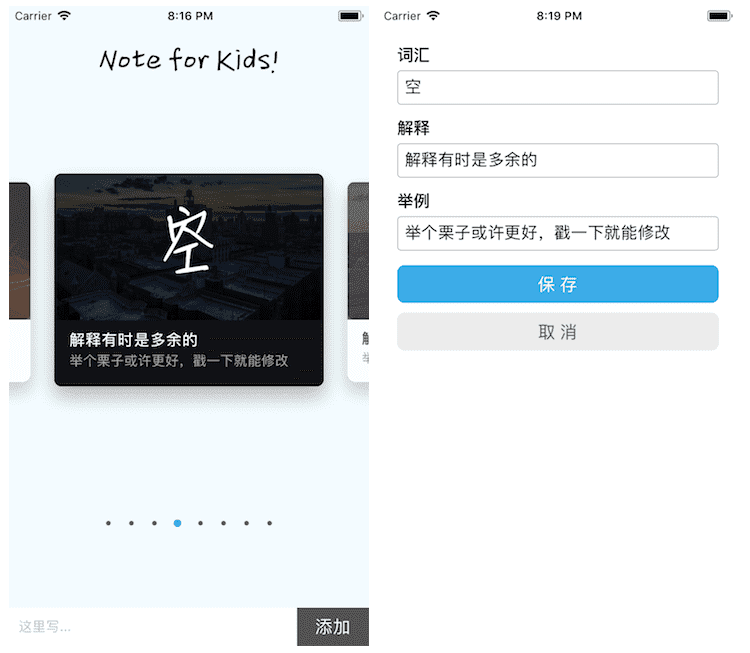 Carrier 8:16 PM
Note for Kids!
空
解释有时是多余的
举个栗子或许更好，戳一下就能修改
这里写...
添加
Carrier 8:19 PM
词汇
空
解释
解释有时是多余的
举例
举个栗子或许更好，戳一下就能修改
保 存
取 消